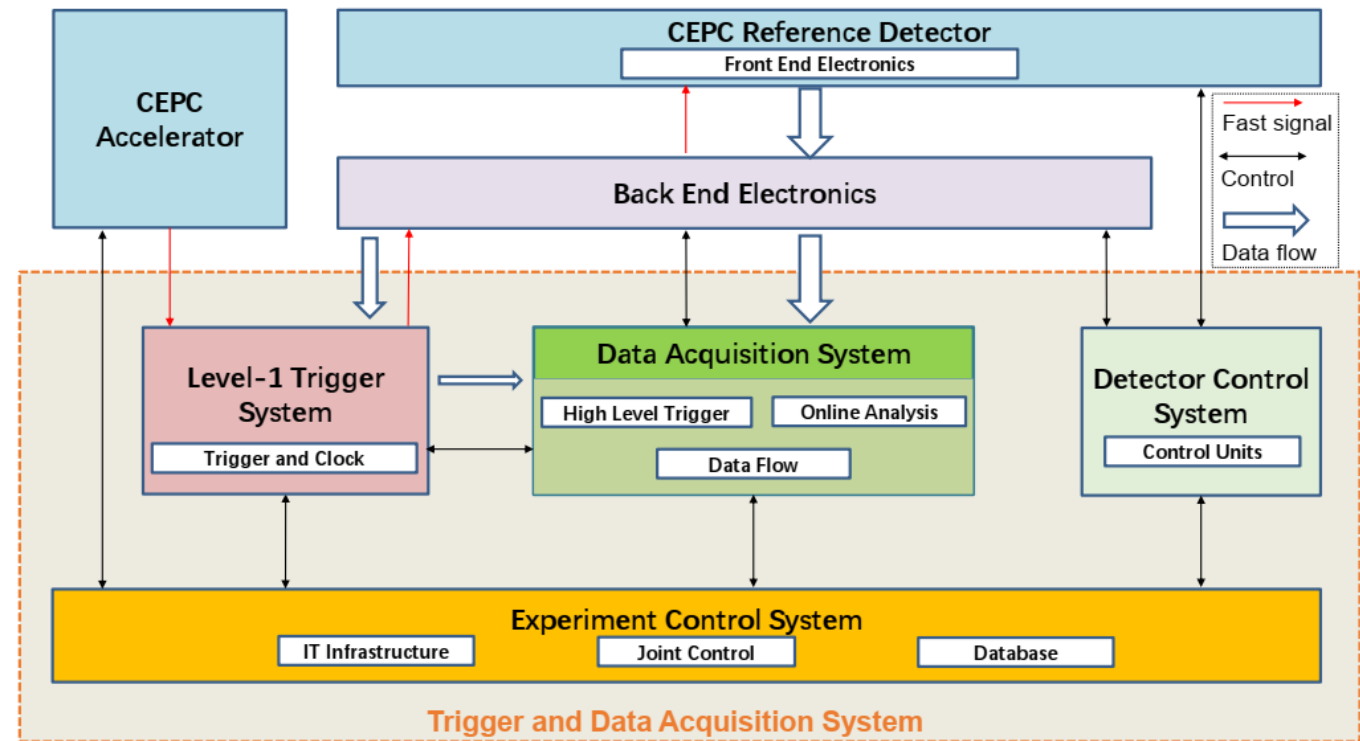 CEPC Reference Detector
Front End Electronics
CEPC
Accelerator
Fast signal
Control
Data flow
Back End Electronics
Level-1 Trigger
System
Trigger and Clock
Data Acquisition System
High Level Trigger
Online Analysis
Data Flow
Detector Control
System
Control Units
Experiment Control System
IT Infrastructure
Joint Control
Database
Trigger and Data Acquisition System